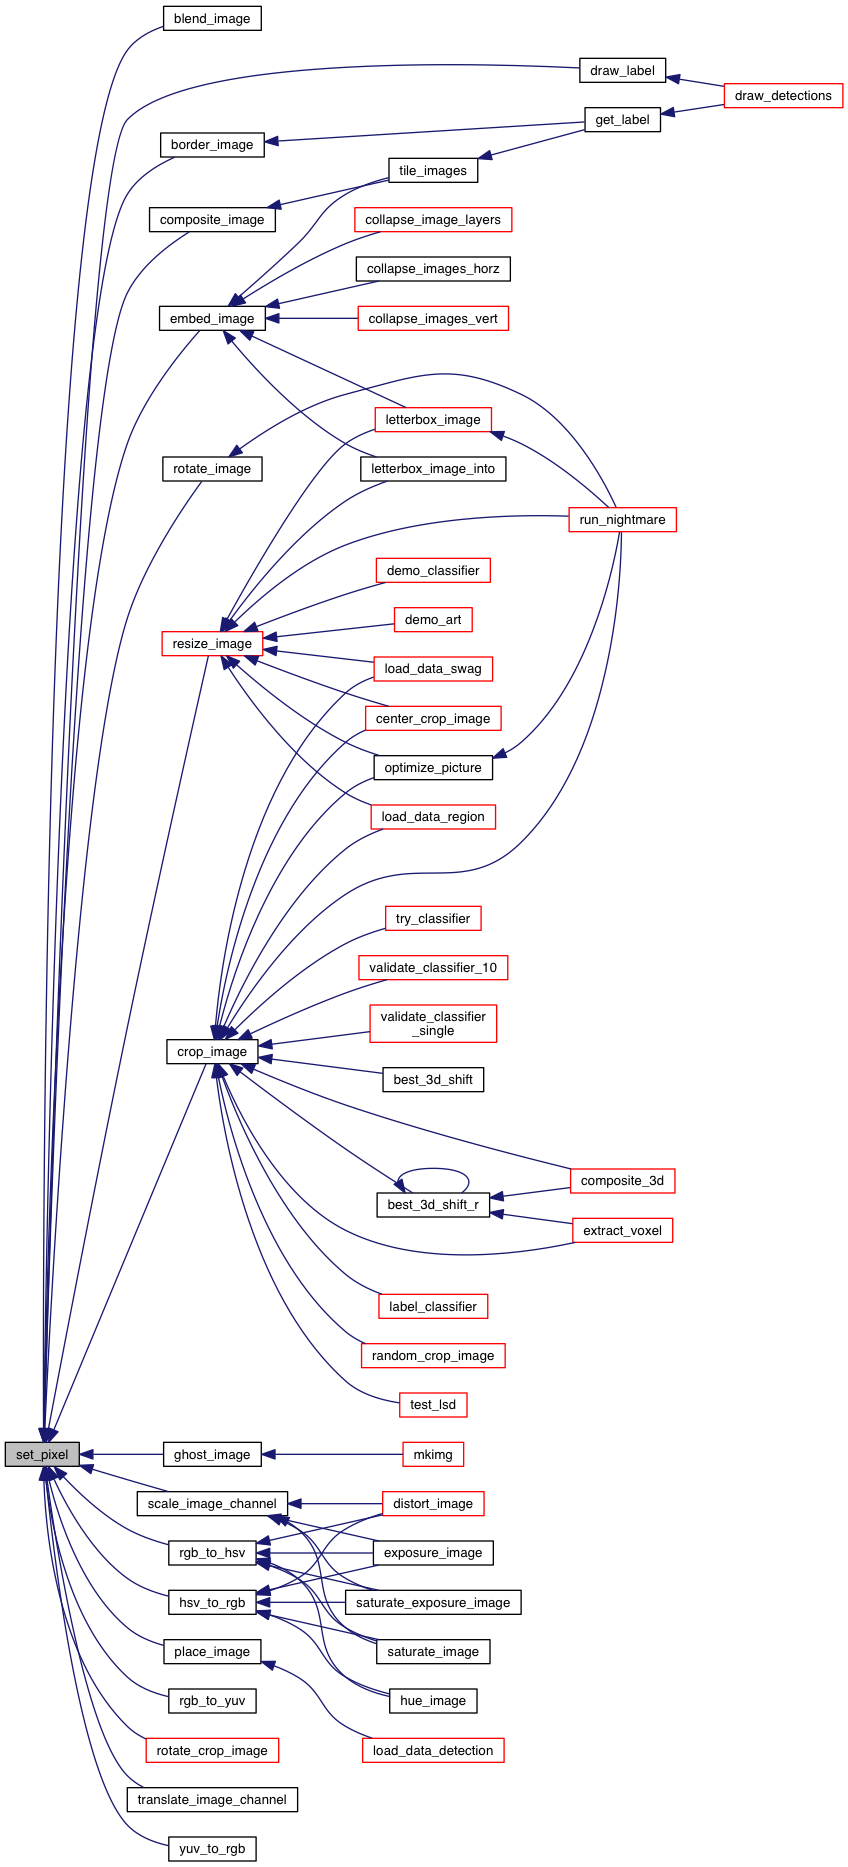 blend_image
draw_label
draw_detections
get_label
border_image
tile_images
composite_image
collapse_image_layers
collapse_images_horz
embed_image
collapse_images_vert
letterbox_image
rotate_image
letterbox_image_into
run_nightmare
demo_classifier
demo_art
resize_image
load_data_swag
center_crop_image
optimize_picture
load_data_region
try_classifier
validate_classifier_10
validate_classifier
_single
crop_image
best_3d_shift
composite_3d
best_3d_shift_r
extract_voxel
label_classifier
random_crop_image
test_lsd
set_pixel
ghost_image
mkimg
scale_image_channel
distort_image
rgb_to_hsv
exposure_image
hsv_to_rgb
saturate_exposure_image
place_image
saturate_image
rgb_to_yuv
hue_image
rotate_crop_image
load_data_detection
translate_image_channel
yuv_to_rgb